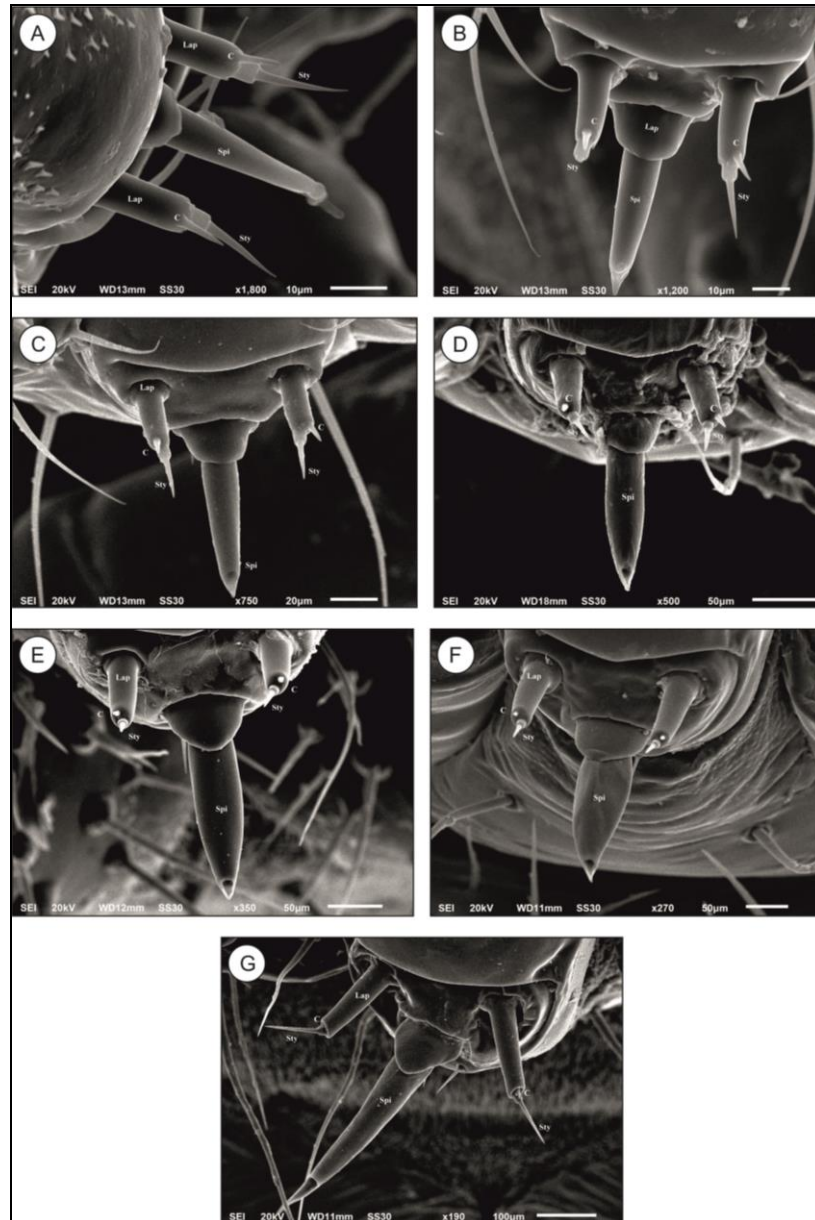 A
Lap
C
Sty
Spi
Lap
C
Sty
SEI 20kV WD13mm SS30 x1,800 10µm
B
Lap
C
C
Sty
Sty
Spi
SEI 20kV WD13mm SS30 x1,200 10µm
C
Lap
C
C
Sty
Sty
Spi
SEI 20kV WD13mm SS30 x750 20µm
D
C
C
Sty
Spi
SEI 20kV WD18mm SS30 x500 50µm
E
Lap
C
C
Sty
Sty
Spi
SEI 20kV WD12mm SS30 x350 50µm
F
Lap
C
Sty
Spi
SEI 20kV WD11mm SS30 x270 50µm
G
Lap
C
Sty
C
Spi
Sty
SEI 20kV WD11mm SS30 x190 100µm